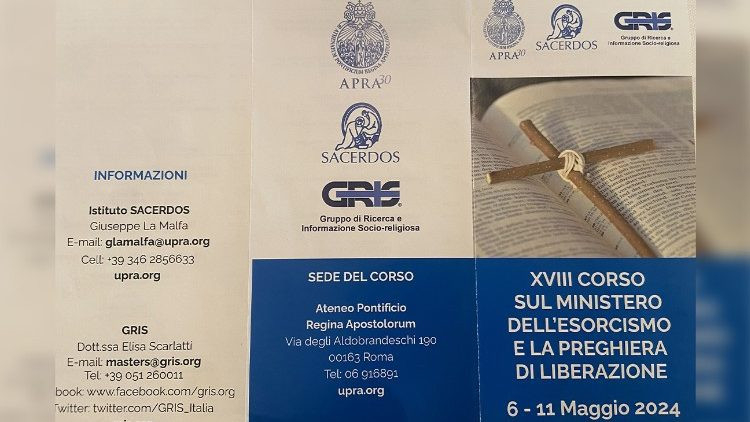 INFORMAZIONI
Istituto SACERDOS
Giuseppe La Malfa
E-mail: glamalfa@upra.org
Cell: +39 346 2856633
upra.org
GRIS
Dott.ssa Elisa Scarlatti
E-mail: masters@gris.org
Tel: +39 051 260011
book: www.facebook.com/gris.org
Twitter: twitter.com/GRIS_Italia
APRA30
SACERDOS
GRIS
Gruppo di Ricerca e
Informazione Socio-religiosa
SEDE DEL CORSO
Ateneo Pontificio
Regina Apostolorum
Via degli Aldobrandeschi 190
00163 Roma
Tel: 06 916891
upra.org
APRA30
SACERDOS
GRIS
Gruppo di Ricerca e
Informazione Socio-religiosa
XVIII CORSO
SUL MINISTERO
DELL'ESORCISMO
E LA PREGHIERA
DI LIBERAZIONE
6 - 11 Maggio 2024